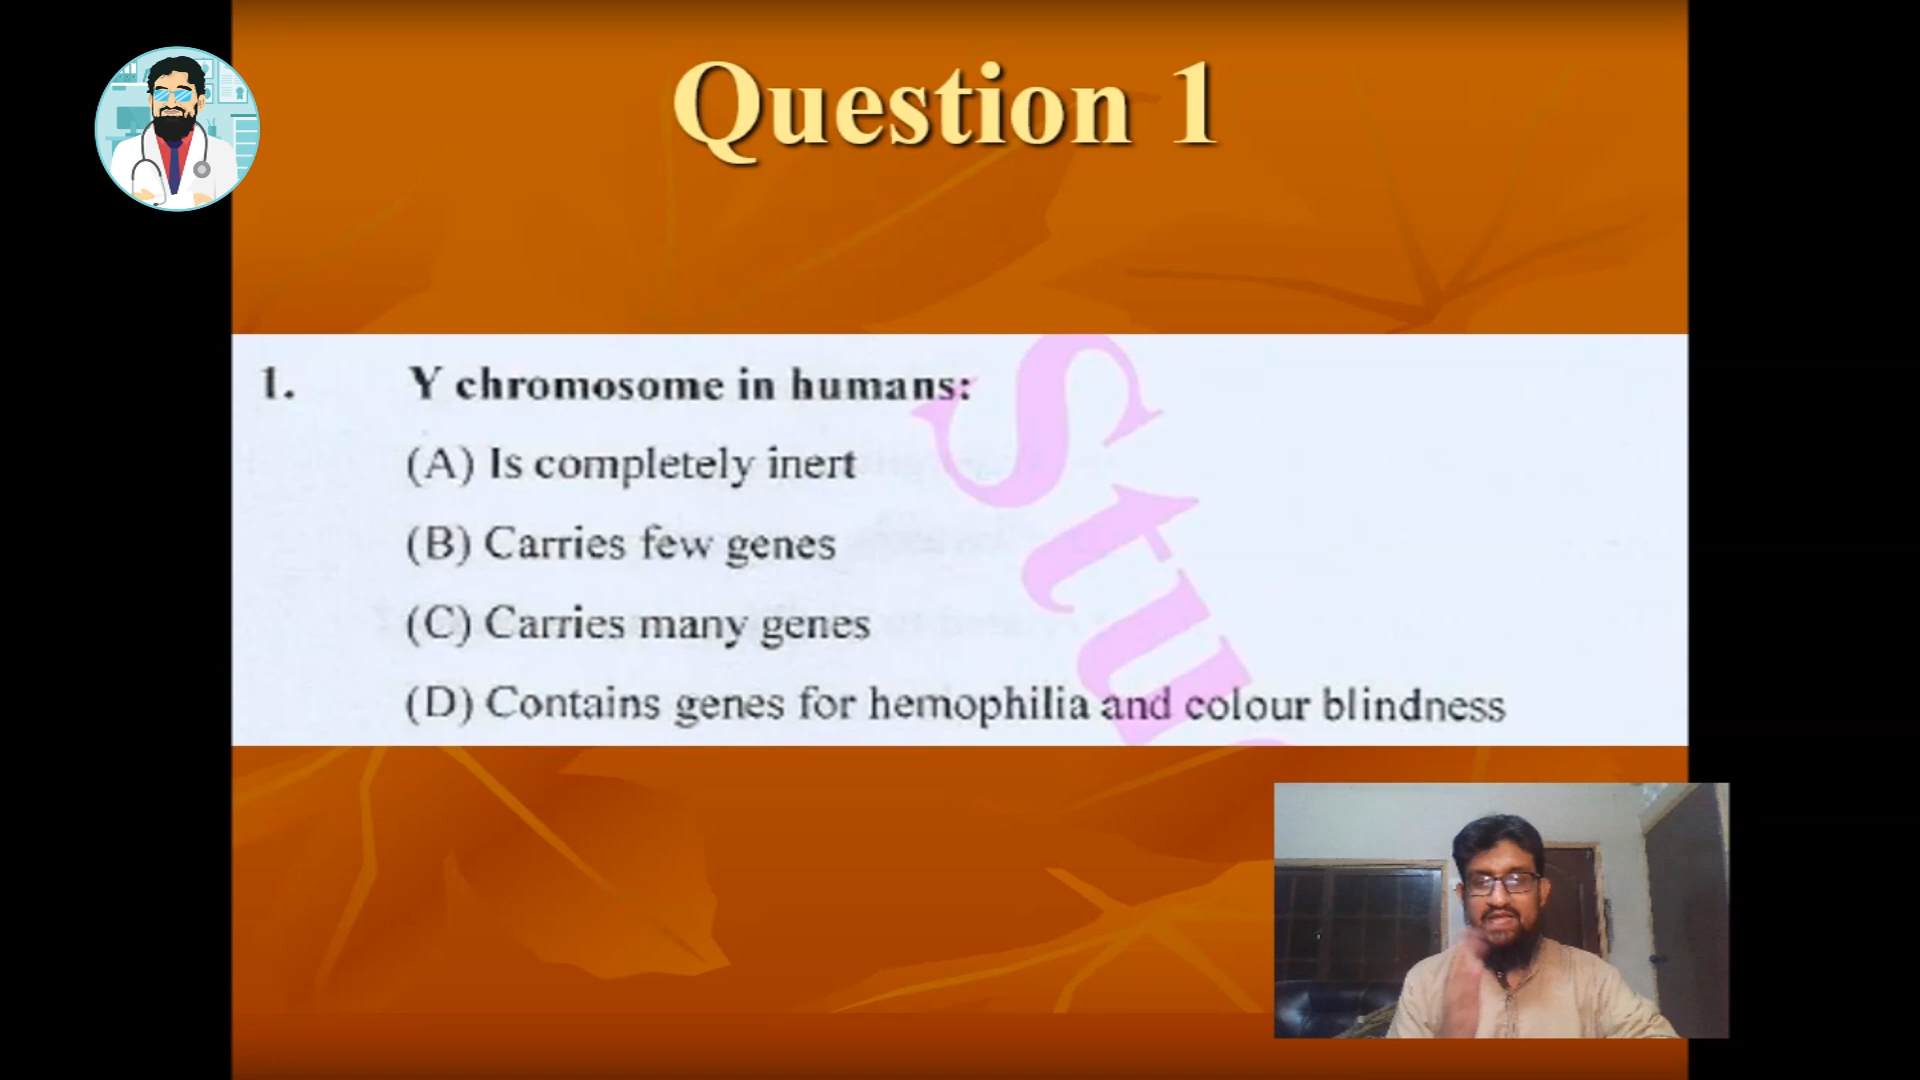 Question 1
1. Y chromosome in humans:
(A) Is completely inert
(B) Carries few genes
(C) Carries many genes
(D) Contains genes for hemophilia and colour blindness
Stu